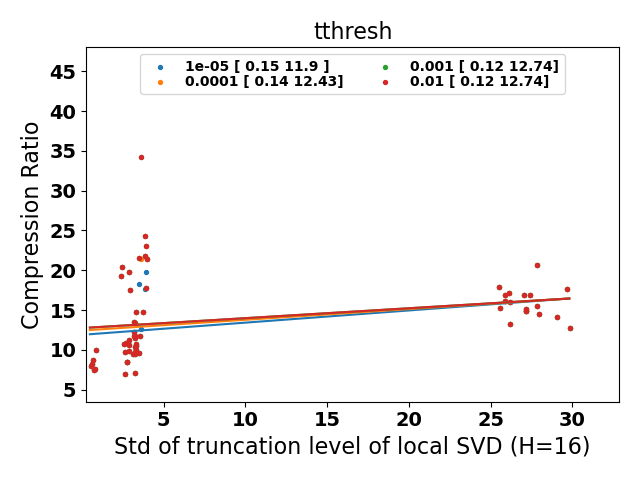 tthresh
1e-05 [ 0.15 11.9 ]
0.0001 [ 0.14 12.43]
0.001 [ 0.12 12.74]
0.01 [ 0.12 12.74]
Compression Ratio
45
40
35
30
25
20
15
10
5
5 10 15 20 25 30
Std of truncation level of local SVD (H=16)